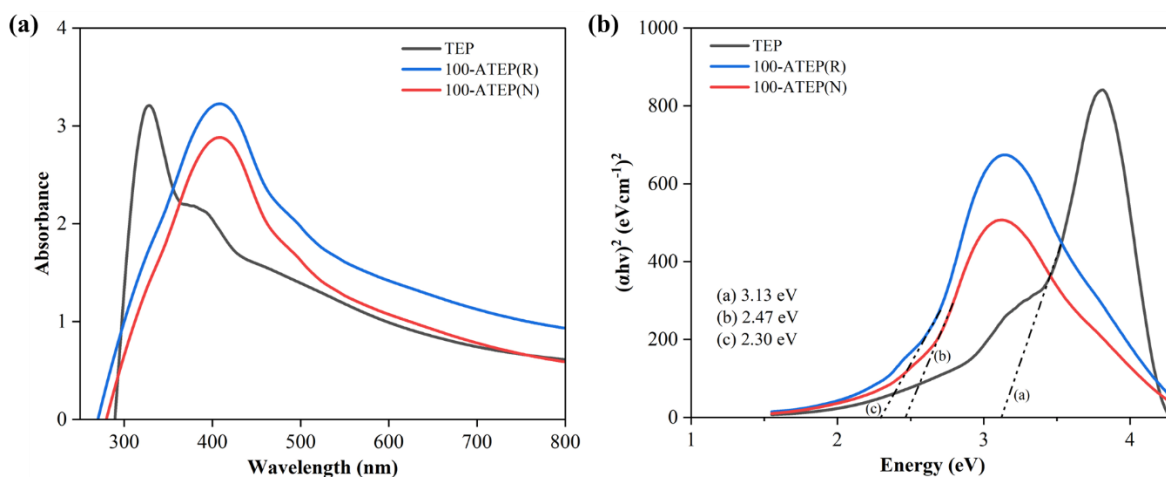 (a)
4
3
2
1
0
Absorbance
300 400 500 600 700 800
Wavelength (nm)
TEP
100-ATEP(R)
100-ATEP(N)
(b)
1000
800
600
400
200
0
(αhν)² (eVcm⁻¹)²
1 2 3 4
Energy (eV)
TEP
100-ATEP(R)
100-ATEP(N)
(a) 3.13 eV
(b) 2.47 eV
(c) 2.30 eV
(b)
(c)
(a)